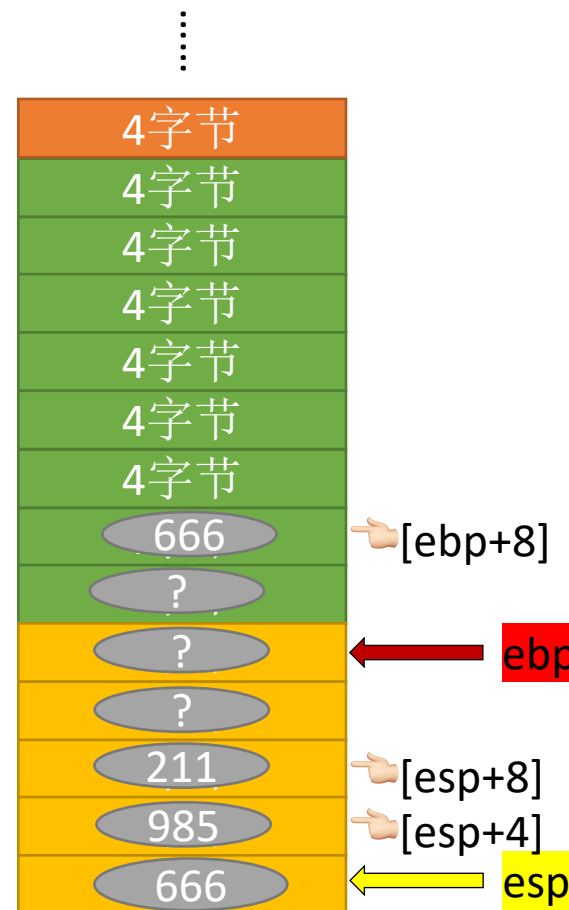 ......
4字节
4字节
4字节
4字节
4字节
4字节
4字节
666 [ebp+8]
?
? ebp
?
211 [esp+8]
985 [esp+4]
666 esp